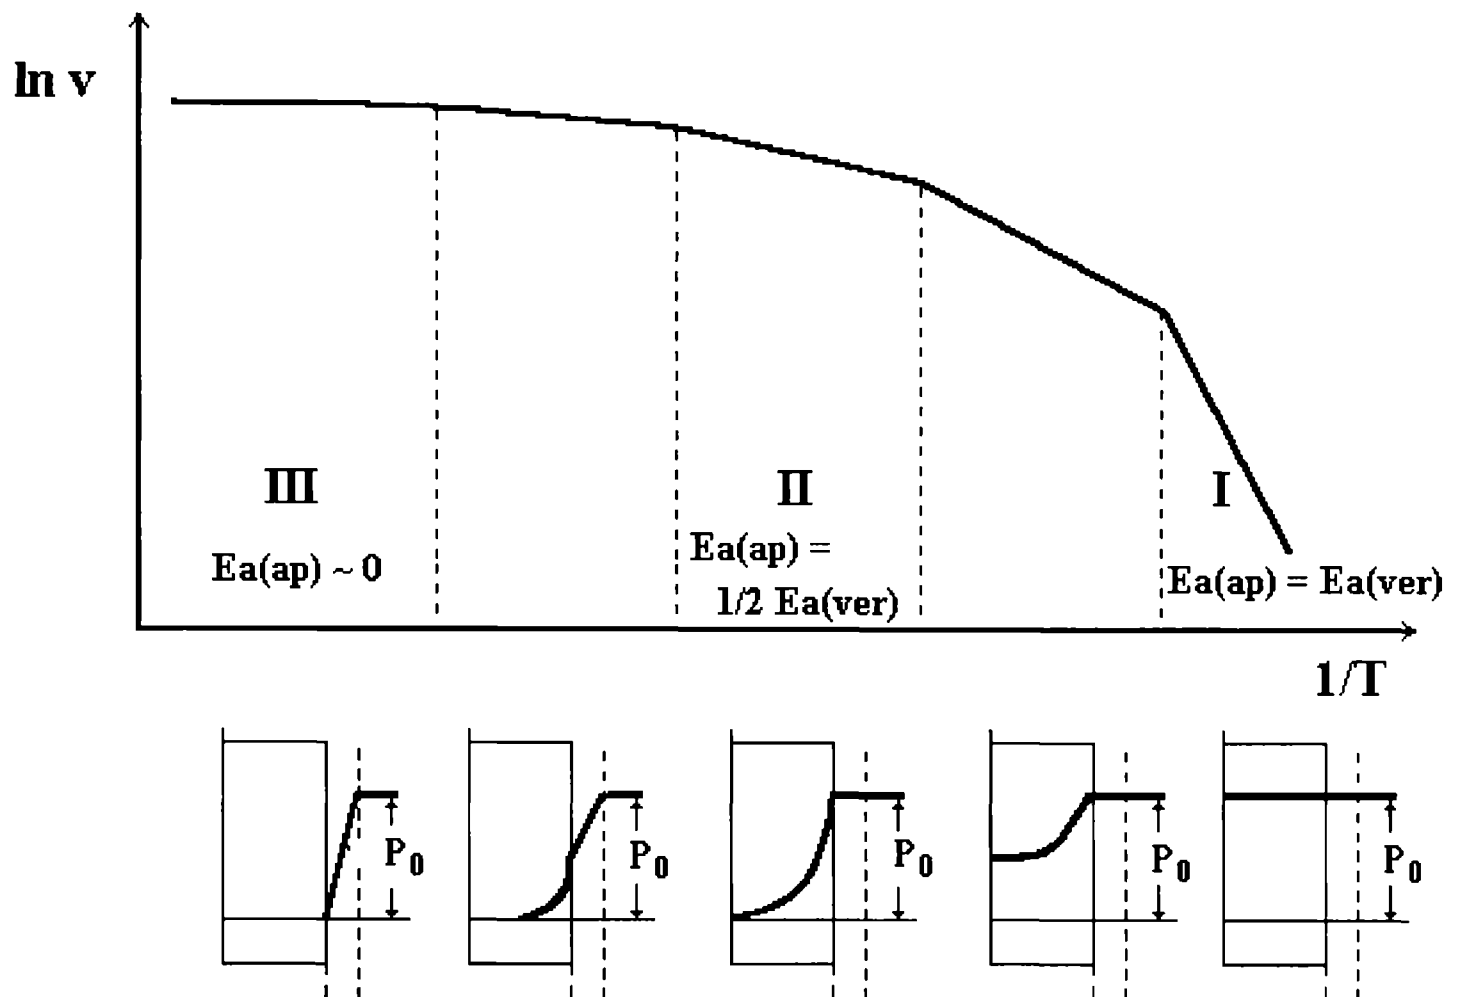 ln v
III
II
I
Ea(ap) ~ 0
Ea(ap) =
1/2 Ea(ver)
Ea(ap) = Ea(ver)
1/T
P0
P0
P0
P0
P0